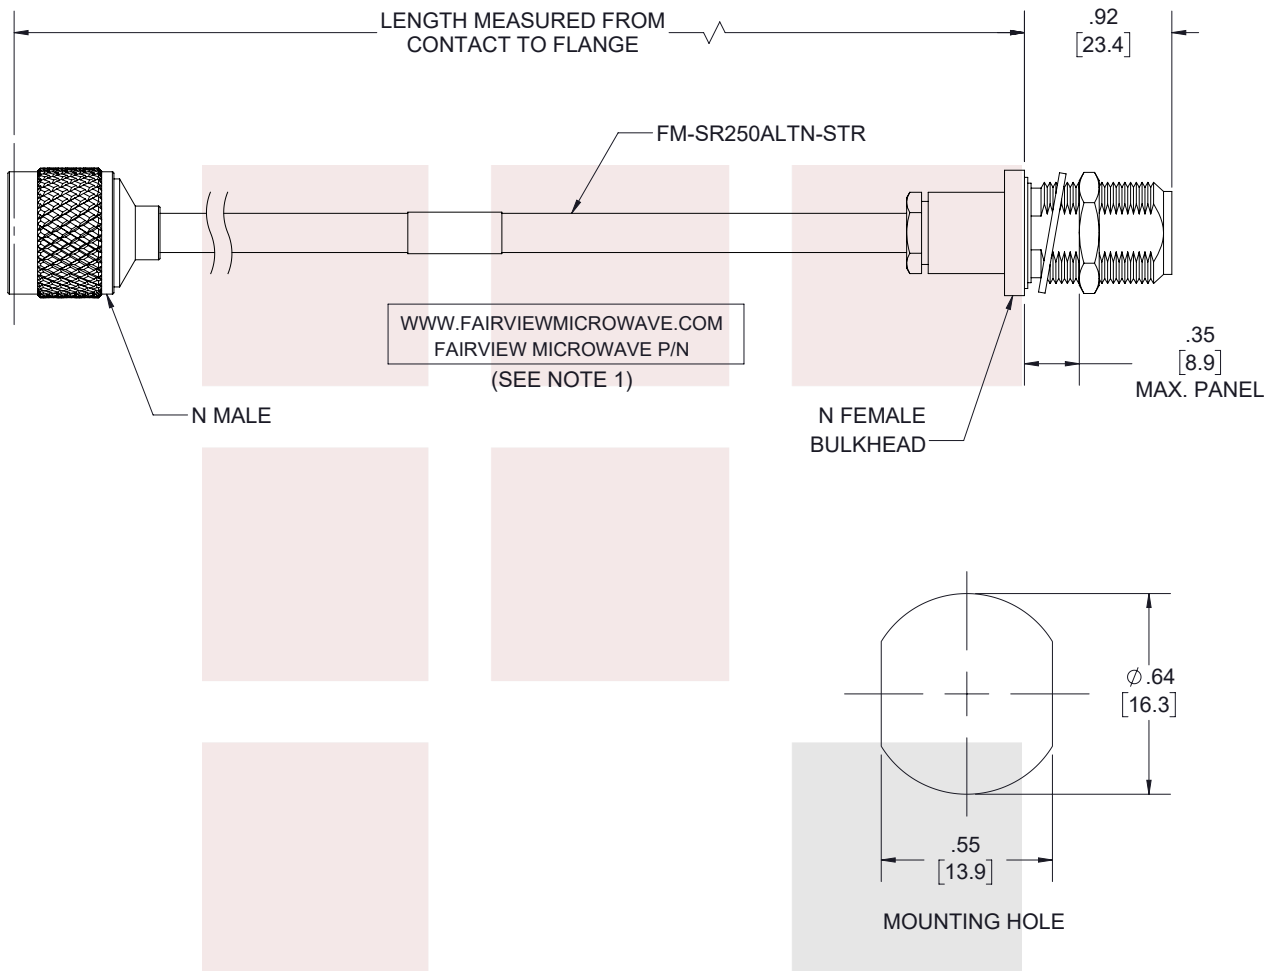 LENGTH MEASURED FROM
CONTACT TO FLANGE
.92
[23.4]
FM-SR250ALTN-STR
WWW.FAIRVIEWMICROWAVE.COM
FAIRVIEW MICROWAVE P/N
(SEE NOTE 1)
.35
[8.9]
MAX. PANEL
N MALE
N FEMALE
BULKHEAD
⌀.64
[16.3]
.55
[13.9]
MOUNTING HOLE